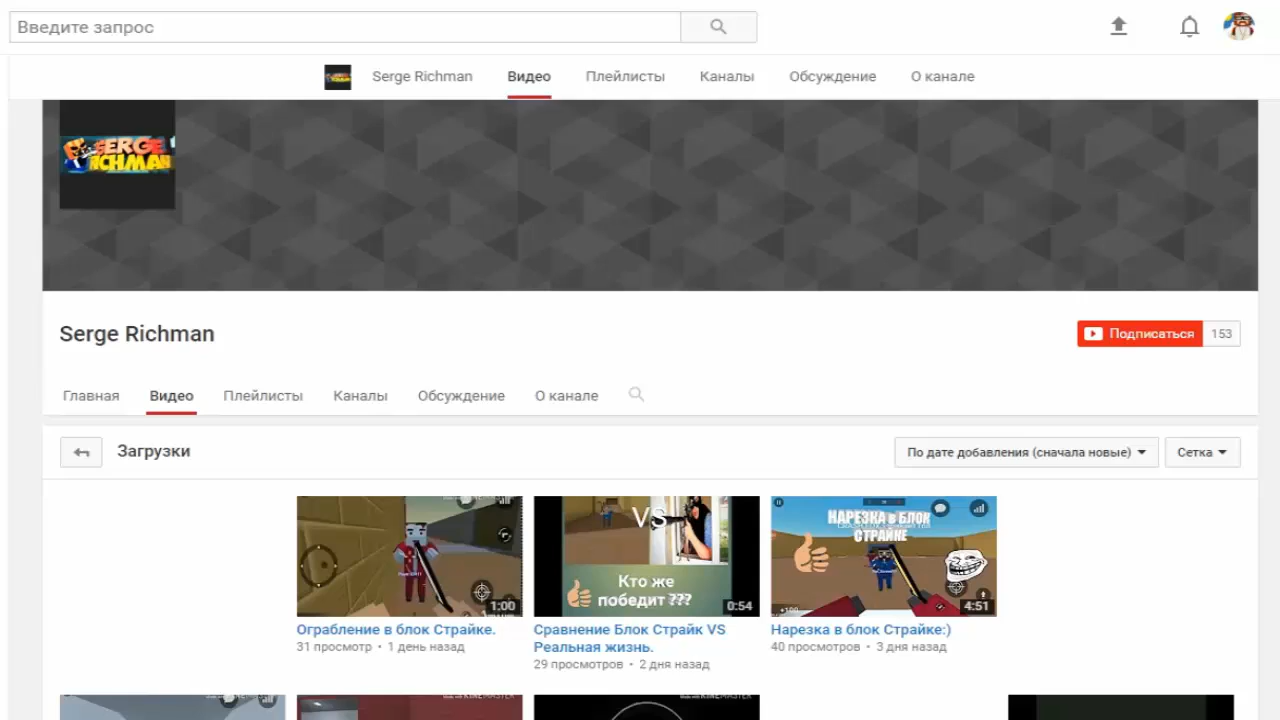 Введите запрос
Serge Richman Видео Плейлисты Каналы Обсуждение О канале
SERGE
RICHMAN
Serge Richman
Подписаться 153
Главная Видео Плейлисты Каналы Обсуждение О канале
Загрузки
По дате добавления (сначала новые) Сетка
1:00
VS
Кто же
победит ???
0:54
НАРЕЗКА в БЛОК
СТРАЙКЕ
+100
4:51
Ограбление в блок Страйке.
31 просмотр • 1 день назад
Сравнение Блок Страйк VS
Реальная жизнь.
29 просмотров • 2 дня назад
Нарезка в блок Страйке:)
40 просмотров • 3 дня назад